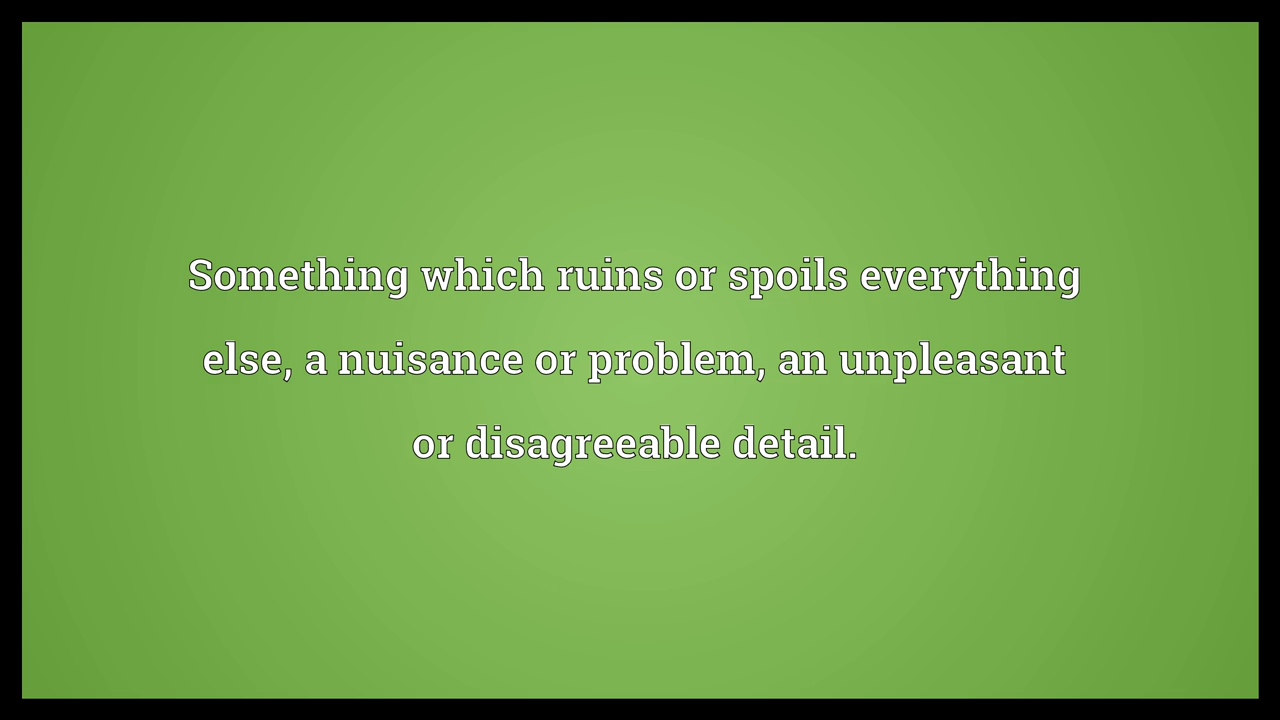 Something which ruins or spoils everything
else, a nuisance or problem, an unpleasant
or disagreeable detail.